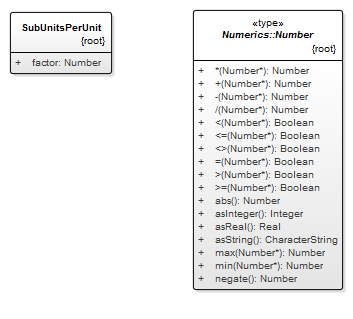 SubUnitsPerUnit
{root}
+ factor: Number
«type»
Numerics::Number
{root}
+ *(Number*): Number
+ +(Number*): Number
+ -(Number*): Number
+ /(Number*): Number
+ <(Number*): Boolean
+ <=(Number*): Boolean
+ <>(Number*): Boolean
+ =(Number*): Boolean
+ >(Number*): Boolean
+ >=(Number*): Boolean
+ abs(): Number
+ asInteger(): Integer
+ asReal(): Real
+ asString(): CharacterString
+ max(Number*): Number
+ min(Number*): Number
+ negate(): Number